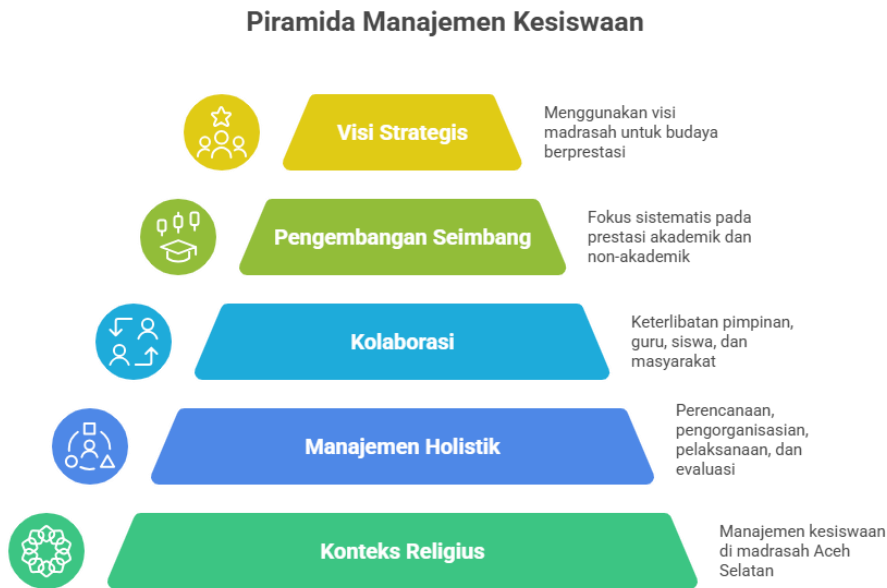 Piramida Manajemen Kesiswaan
Visi Strategis
Menggunakan visi
madrasah untuk budaya
berprestasi
Pengembangan Seimbang
Fokus sistematis pada
prestasi akademik dan
non-akademik
Kolaborasi
Keterlibatan pimpinan,
guru, siswa, dan
masyarakat
Manajemen Holistik
Perencanaan,
pengorganisasian,
pelaksanaan, dan
evaluasi
Konteks Religius
Manajemen kesiswaan
di madrasah Aceh
Selatan